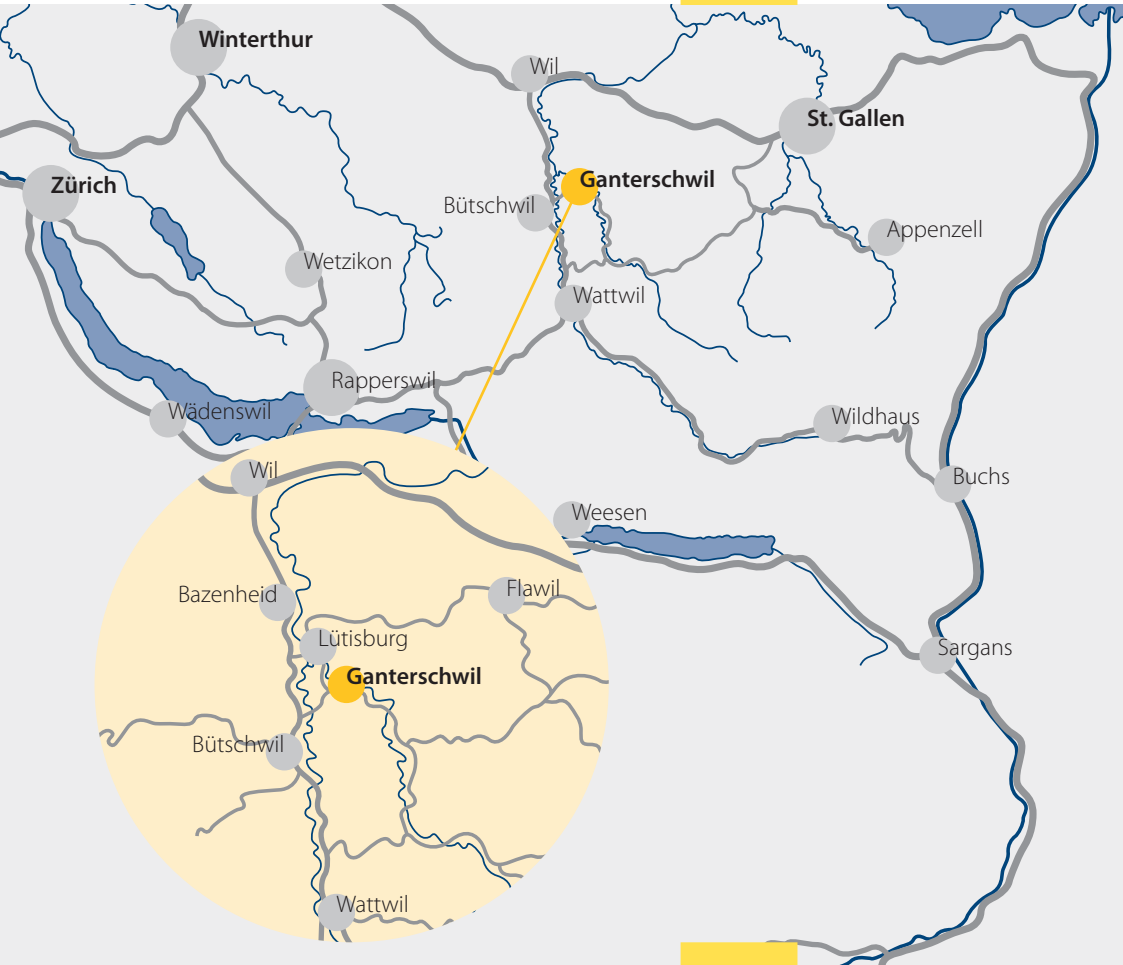 Winterthur
Wil
St. Gallen
Zürich
Ganterschwil
Bütschwil
Appenzell
Wetzikon
Wattwil
Rapperswil
Wädenswil
Wildhaus
Wil
Buchs
Weesen
Bazenheid
Flawil
Lütisburg
Sargans
Ganterschwil
Bütschwil
Wattwil